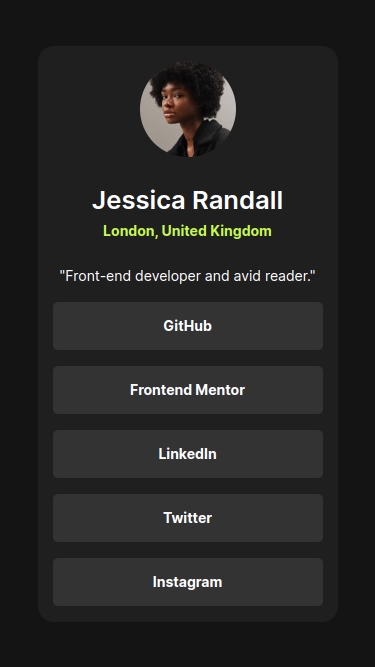 Jessica Randall
London, United Kingdom
"Front-end developer and avid reader."
GitHub
Frontend Mentor
LinkedIn
Twitter
Instagram